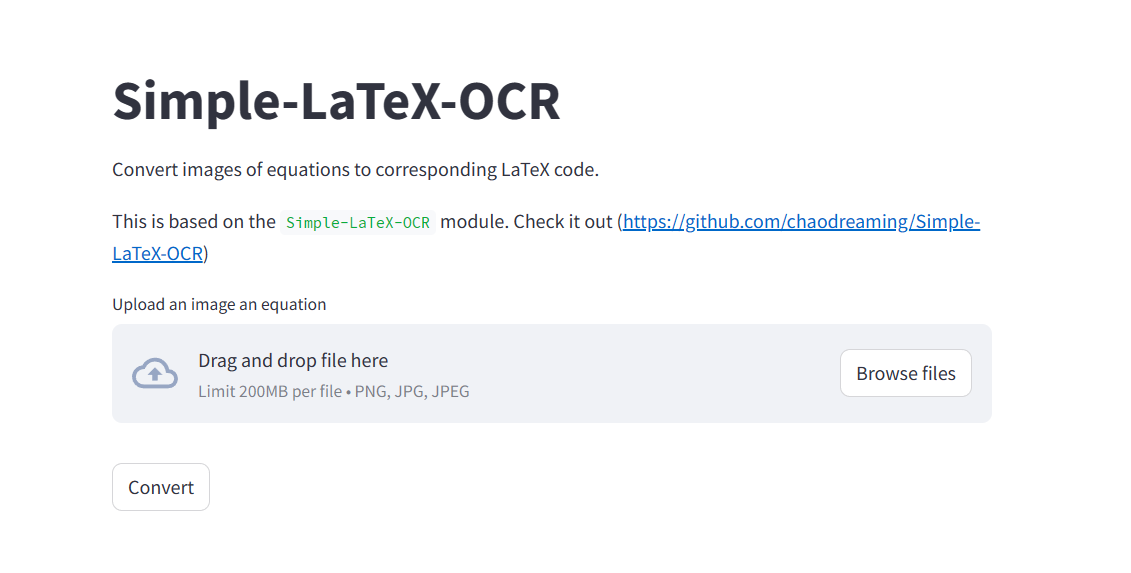 Simple-LaTeX-OCR
Convert images of equations to corresponding LaTeX code.
This is based on the Simple-LaTeX-OCR module. Check it out (https://github.com/chaodreaming/Simple-
LaTeX-OCR)
Upload an image an equation
Drag and drop file here
Limit 200MB per file • PNG, JPG, JPEG
Browse files
Convert